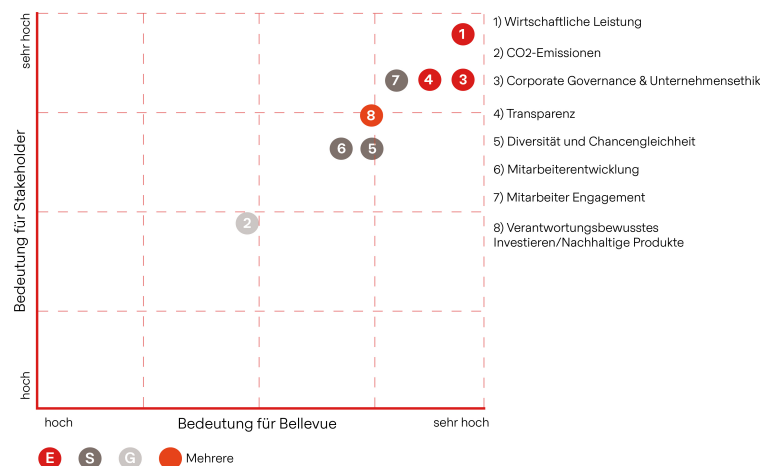 sehr hoch
Bedeutung für Stakeholder
hoch
1
7
4
3
8
6
5
2
1) Wirtschaftliche Leistung
2) CO2-Emissionen
3) Corporate Governance & Unternehmensethik
4) Transparenz
5) Diversität und Chancengleichheit
6) Mitarbeiterentwicklung
7) Mitarbeiter Engagement
8) Verantwortungsbewusstes
Investieren/Nachhaltige Produkte
hoch
Bedeutung für Bellevue
sehr hoch
E
S
G
Mehrere